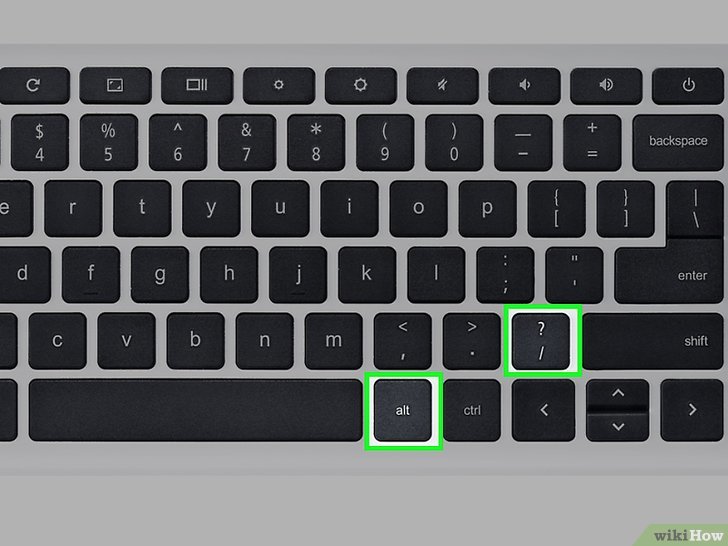 $ % ^ & * ( ) — +
4 5 6 7 8 9 0 - = backspace
e r t y u i o p { [ } ] | \
d f g h j k l : ; " ' enter
c v b n m < , > . ? / shift
alt ctrl < >
wikiHow